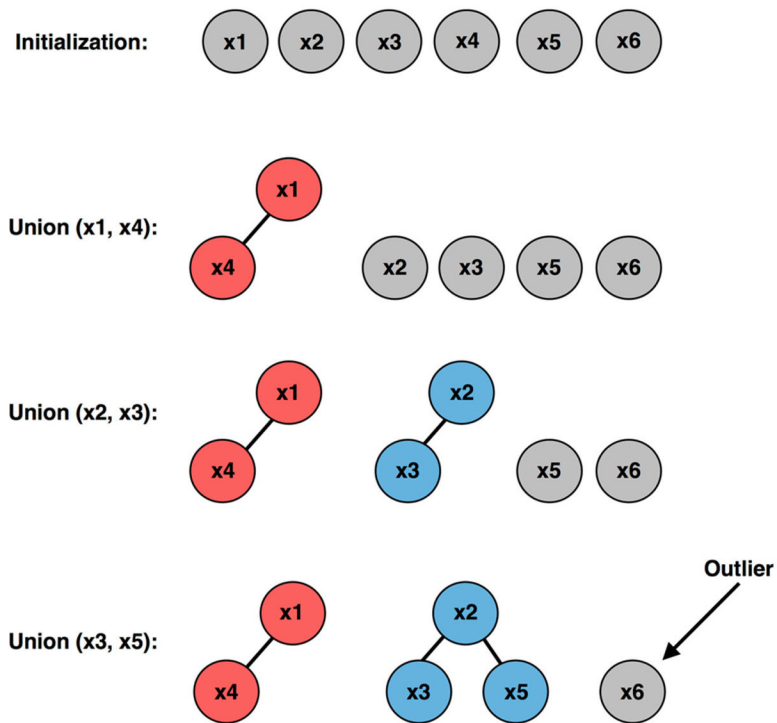 Initialization: x1 x2 x3 x4 x5 x6
x1
Union (x1, x4):
x4 x2 x3 x5 x6
x1 x2
Union (x2, x3):
x4 x3 x5 x6
Outlier
x1 x2
Union (x3, x5):
x4 x3 x5 x6